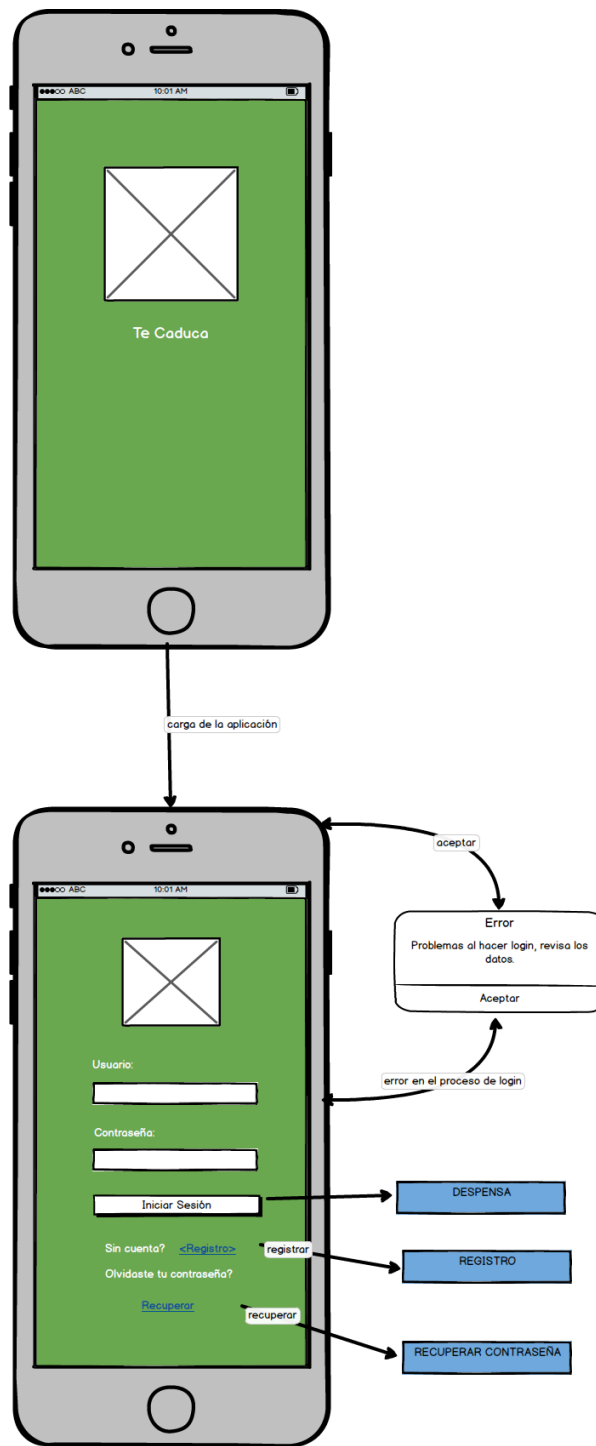 ●●●○○ ABC 10:01 AM
Te Caduca
carga de la aplicación
●●●○○ ABC 10:01 AM
aceptar
Error
Problemas al hacer login, revisa los
datos.
Aceptar
error en el proceso de login
Usuario:
Contraseña:
Iniciar Sesión
DESPENSA
Sin cuenta? <Registro>
registrar
REGISTRO
Olvidaste tu contraseña?
Recuperar
recuperar
RECUPERAR CONTRASEÑA